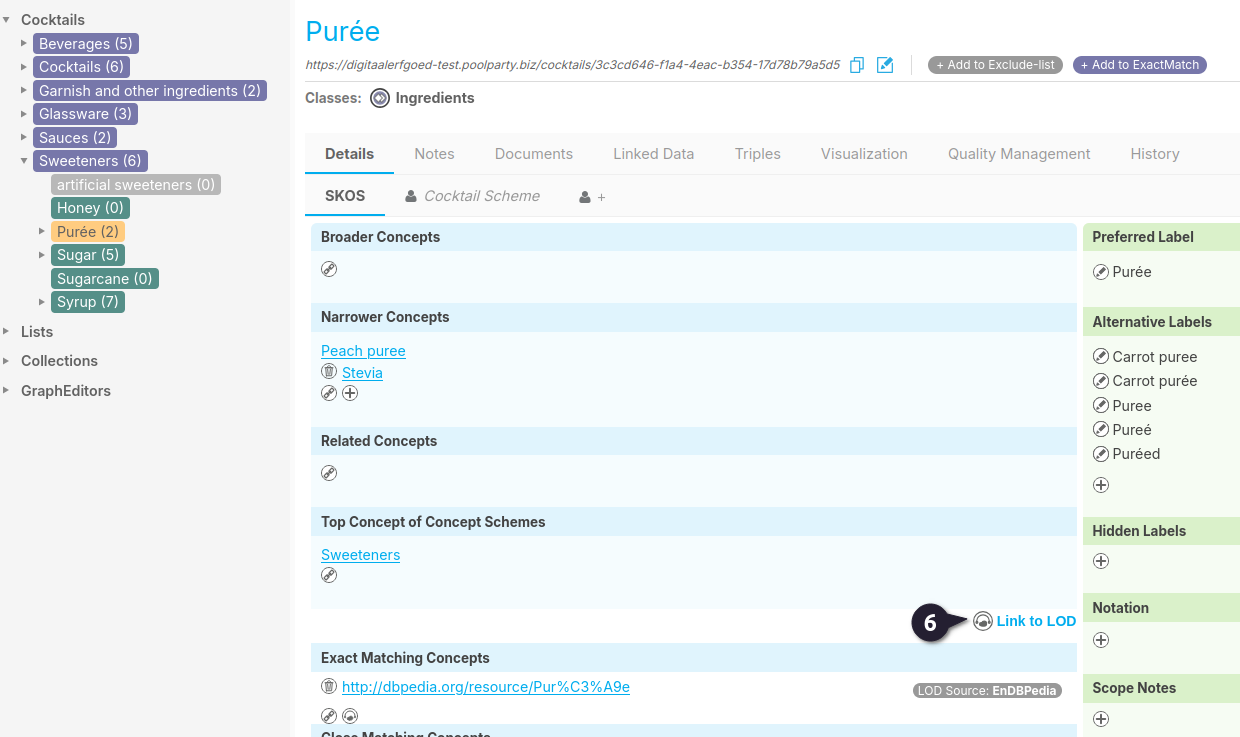 Cocktails
Beverages (5)
Cocktails (6)
Garnish and other ingredients (2)
Glassware (3)
Sauces (2)
Sweeteners (6)
artificial sweeteners (0)
Honey (0)
Purée (2)
Sugar (5)
Sugarcane (0)
Syrup (7)
Lists
Collections
GraphEditors
Purée
https://digitaalerfgoed-test.poolparty.biz/cocktails/3c3cd646-f1a4-4eac-b354-17d78b79a5d5
+ Add to Exclude-list
+ Add to ExactMatch
Classes: Ingredients
Details Notes Documents Linked Data Triples Visualization Quality Management History
SKOS Cocktail Scheme +
Broader Concepts
Narrower Concepts
Peach puree
Stevia
Related Concepts
Top Concept of Concept Schemes
Sweeteners
6 Link to LOD
Exact Matching Concepts
http://dbpedia.org/resource/Pur%C3%A9e
LOD Source: EnDBPedia
Close Matching Concepts
Preferred Label
Purée
Alternative Labels
Carrot puree
Carrot purée
Puree
Pureé
Puréed
Hidden Labels
Notation
Scope Notes